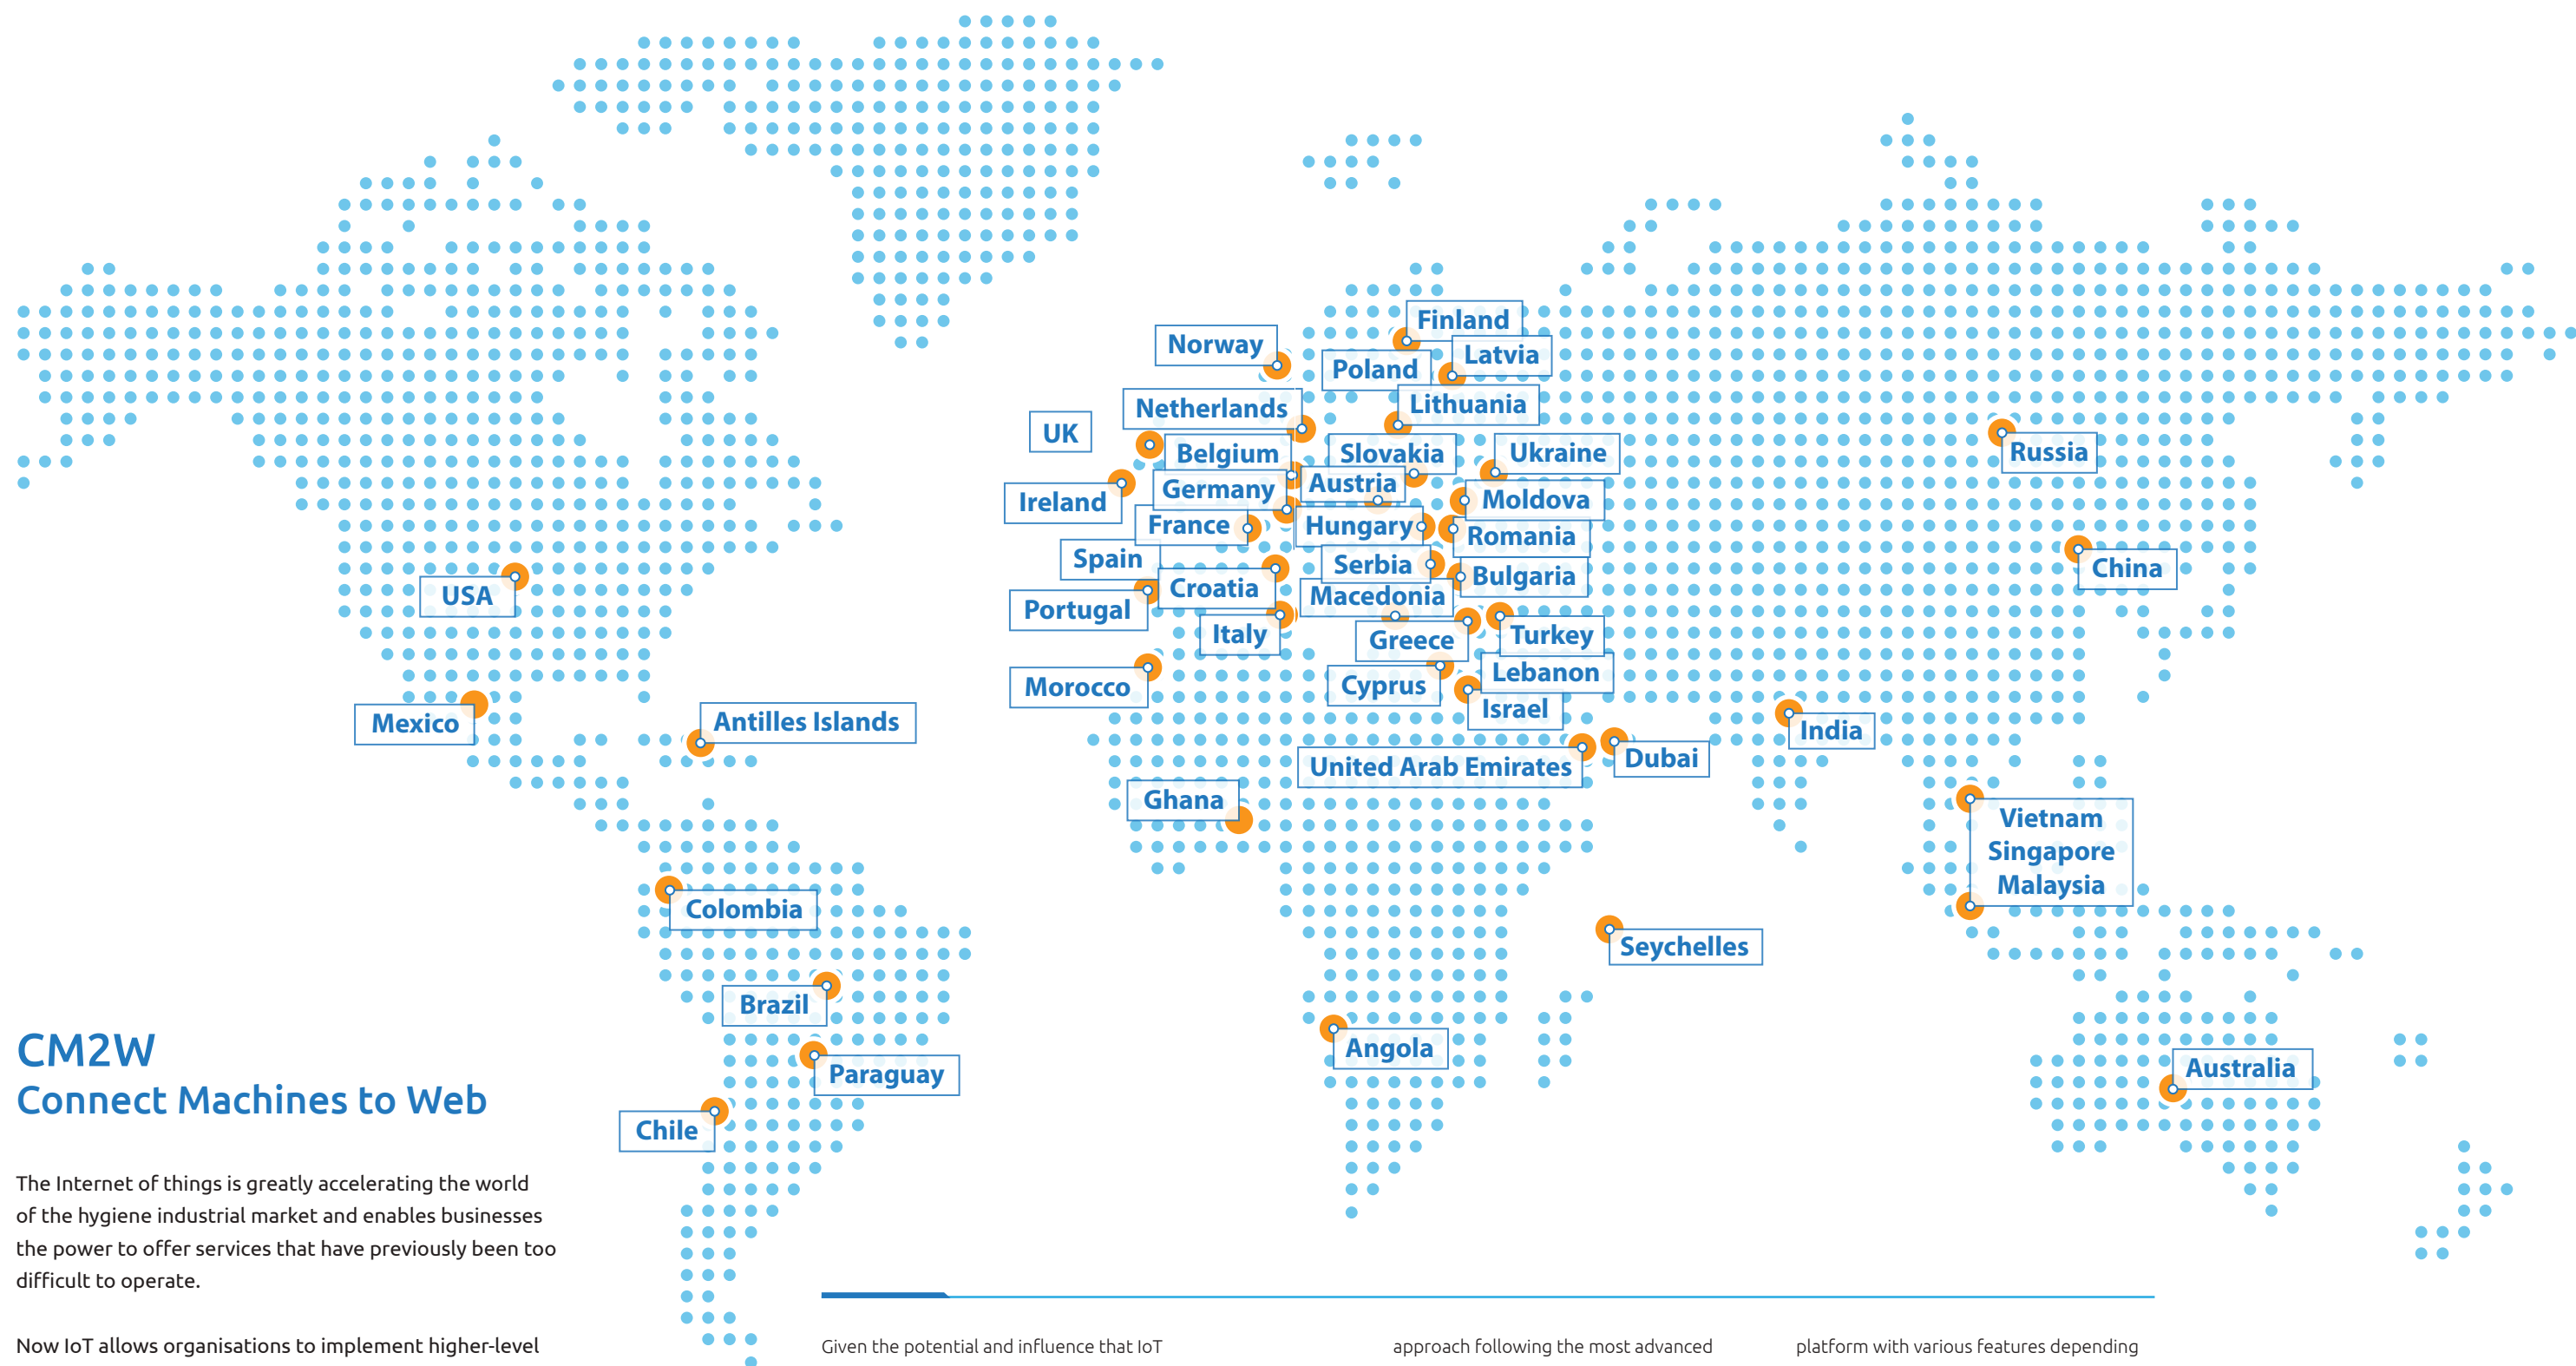 Finland
Norway
Latvia
Poland
Netherlands
Lithuania
UK
Belgium
Slovakia
Ukraine
Russia
Ireland
Germany
Austria
Moldova
France
Hungary
Romania
Spain
Serbia
Bulgaria
China
USA
Croatia
Macedonia
Portugal
Italy
Greece
Turkey
Morocco
Cyprus
Lebanon
Israel
Mexico
Antilles Islands
India
United Arab Emirates
Dubai
Ghana
Vietnam
Singapore
Malaysia
Colombia
Seychelles
Brazil
Angola
Paraguay
Australia
Chile
CM2W
Connect Machines to Web
The Internet of things is greatly accelerating the world
of the hygiene industrial market and enables businesses
the power to offer services that have previously been too
difficult to operate.
Now IoT allows organisations to implement higher-level
Given the potential and influence that IoT
approach following the most advanced
platform with various features depending